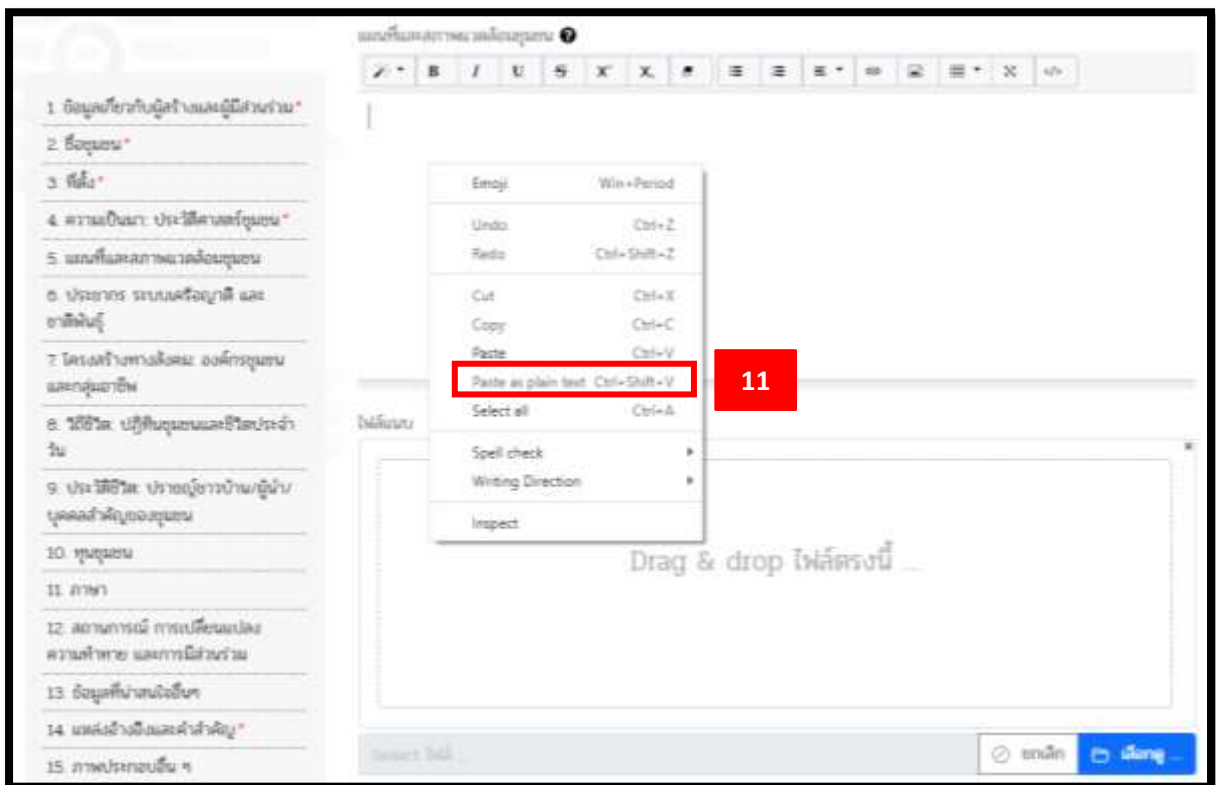 แผนที่และสภาพแวดล้อมชุมชน
B I U S X X
1. ข้อมูลเกี่ยวกับผู้สร้างและผู้มีส่วนร่วม*
2. ชื่อชุมชน*
3. ที่ตั้ง*
4. ความเป็นมา: ประวัติศาสตร์ชุมชน*
5. แผนที่และสภาพแวดล้อมชุมชน
6. ประชากร ระบบเครือญาติ และ
ชาติพันธุ์
7. โครงสร้างทางสังคม: องค์กรชุมชน
และกลุ่มอาชีพ
8. วิถีชีวิต: ปฏิทินชุมชนและชีวิตประจำ
วัน
9. ประวัติชีวิต: ปราชญ์ชาวบ้าน/ผู้นำ/
บุคคลสำคัญของชุมชน
10. ทุนชุมชน
11. ภาษา
12. สถานการณ์ การเปลี่ยนแปลง
ความท้าทาย และการมีส่วนร่วม
13. ข้อมูลที่น่าสนใจอื่นๆ
14. แหล่งอ้างอิงและคำสำคัญ*
15. ภาพประกอบอื่น ๆ
Emoji Win+Period
Undo Ctrl+Z
Redo Ctrl+Shift+Z
Cut Ctrl+X
Copy Ctrl+C
Paste Ctrl+V
Paste as plain text Ctrl+Shift+V
11
Select all Ctrl+A
Spell check
Writing Direction
Inspect
ไฟล์แนบ
Drag & drop ไฟล์ตรงนี้ ...
Select ไฟล์ ...
ยกเลิก
เลือกดู ...